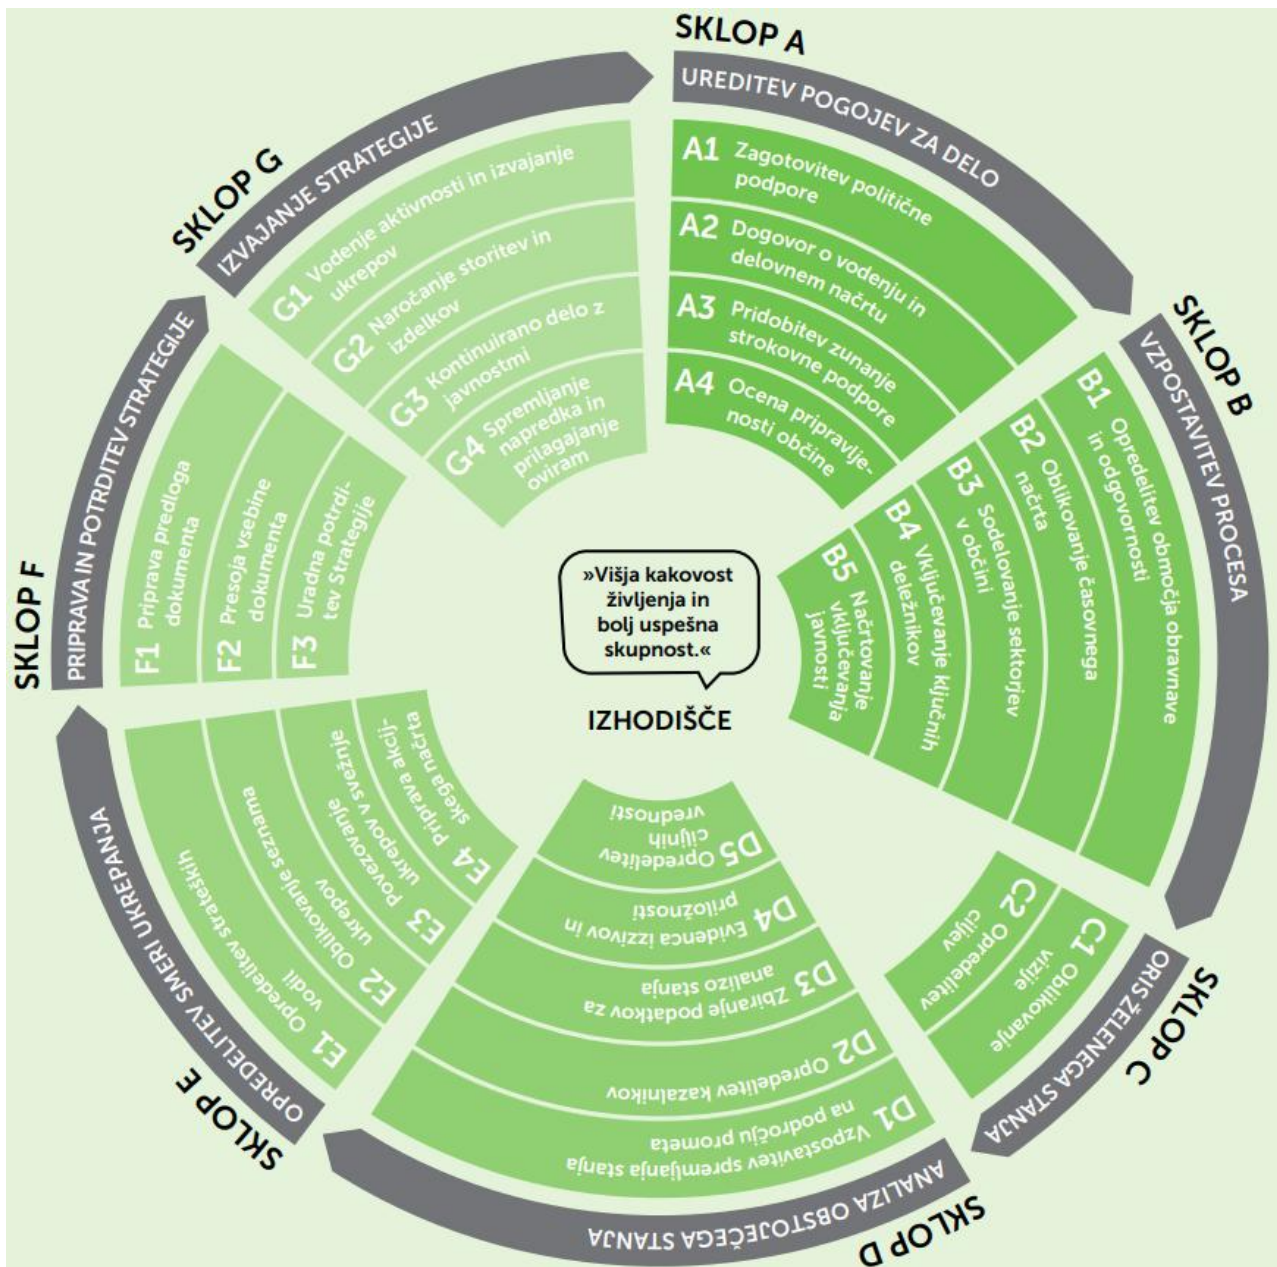 SKLOP A
UREDITEV POGOJEV ZA DELO
A1 Zagotovitev politične
podpore
A2 Dogovor o vodenju in
delovnem načrtu
A3 Pridobitev zunanje
strokovne podpore
A4 Ocena pripravlje-
nosti občine
SKLOP B
VZPOSTAVITEV PROCESA
B1 Opredelitev območja obravnave
in odgovornosti
B2 Oblikovanje časovnega
načrta
B3 Sodelovanje sektorjev
v občini
B4 Vključevanje ključnih
deležnikov
B5 Načrtovanje
vključevanja
javnosti
SKLOP C
ORIS ŽELENEGA STANJA
C1 Oblikovanje
vizije
C2 Opredelitev
ciljev
SKLOP D
ANALIZA OBSTOJEČEGA STANJA
D1 Vzpostavitev spremljanja stanja
na področju prometa
D2 Opredelitev kazalnikov
D3 Zbiranje podatkov za
analizo stanja
D4 Evidenca izzivov in
priložnosti
D5 Opredelitev
ciljnih
vrednosti
SKLOP E
OPREDELITEV SMERI UKREPANJA
E1 Opredelitev strateških
vodil
E2 Oblikovanje seznama
ukrepov
E3 Povezovanje
ukrepov v svežnje
E4 Priprava akcij-
skega načrta
SKLOP F
PRIPRAVA IN POTRDITEV STRATEGIJE
F1 Priprava predloga
dokumenta
F2 Presoja vsebine
dokumenta
F3 Uradna potrdi-
tev Strategije
SKLOP G
IZVAJANJE STRATEGIJE
G1 Vodenje aktivnosti in izvajanje
ukrepov
G2 Naročanje storitev in
izdelkov
G3 Kontinuirano delo z
javnostmi
G4 Spremljanje
napredka in
prilagajanje
oviram
»Višja kakovost
življenja in
bolj uspešna
skupnost.«
IZHODIŠČE